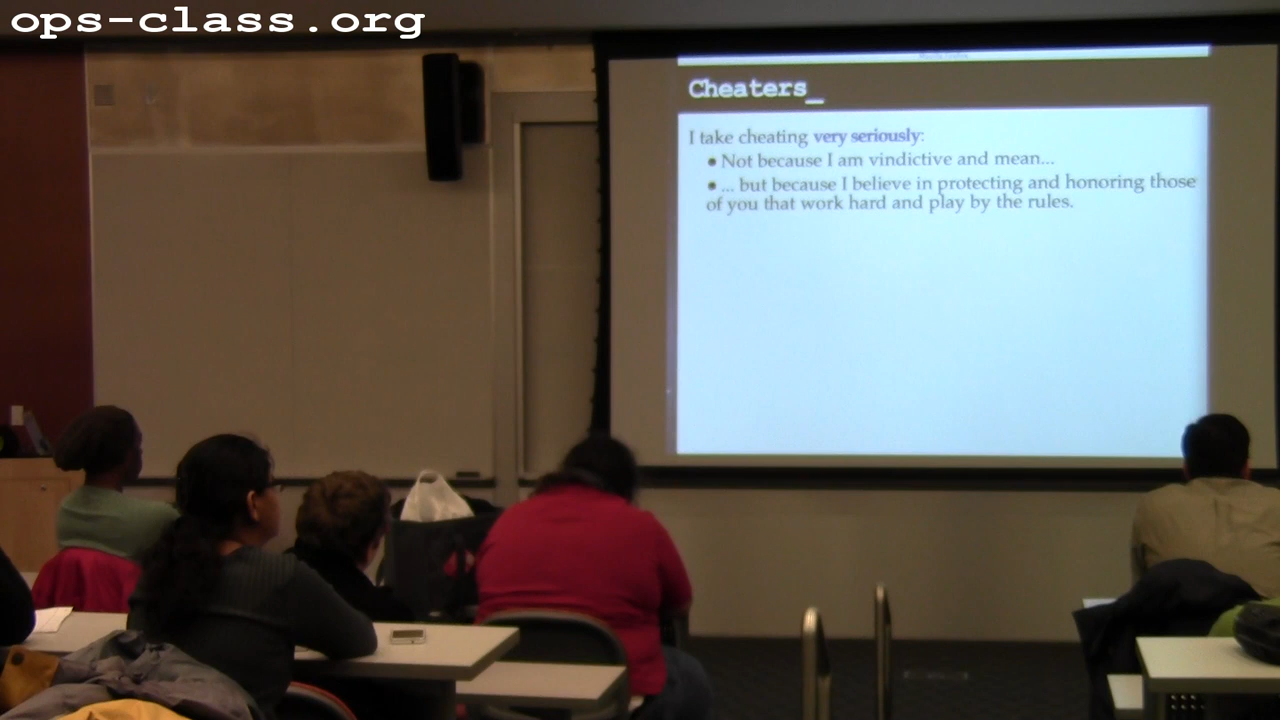 ops-class.org
Cheaters_
I take cheating very seriously:
• Not because I am vindictive and mean...
• ... but because I believe in protecting and honoring those
of you that work hard and play by the rules.